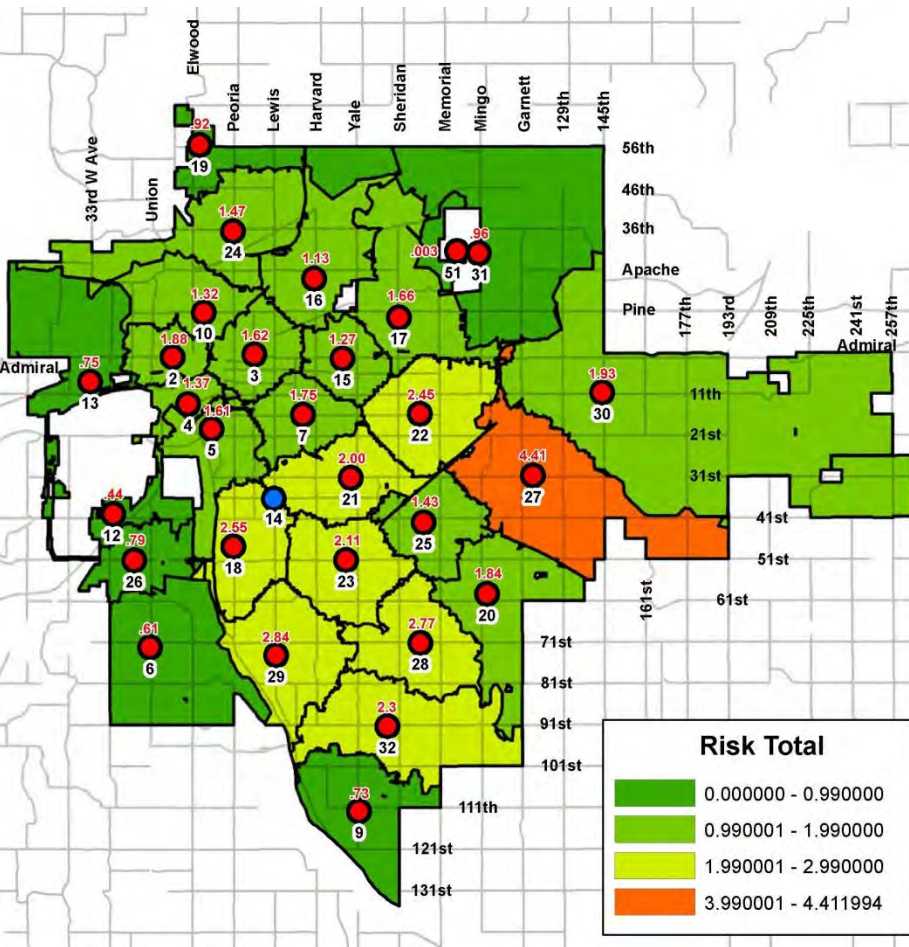 Elwood
Peoria
Lewis
Harvard
Yale
Sheridan
Memorial
Mingo
Garnett
129th
145th
33rd W Ave
Union
56th
46th
36th
Apache
Pine
177th
193rd
209th
225th
241st
257th
Admiral
Admiral
11th
21st
31st
41st
51st
161st
61st
71st
81st
91st
101st
111th
121st
131st
.92
19
1.47
24
1.13
16
.003
51
.96
31
1.32
10
1.66
17
1.88
2
1.62
3
1.27
15
.75
13
1.37
4
1.61
5
1.75
7
2.45
22
1.93
30
2.00
21
14
4.41
27
.44
12
1.43
25
.79
26
2.55
18
2.11
23
1.84
20
.61
6
2.84
29
2.77
28
2.3
32
.73
9
Risk Total
0.000000 - 0.990000
0.990001 - 1.990000
1.990001 - 2.990000
3.990001 - 4.411994